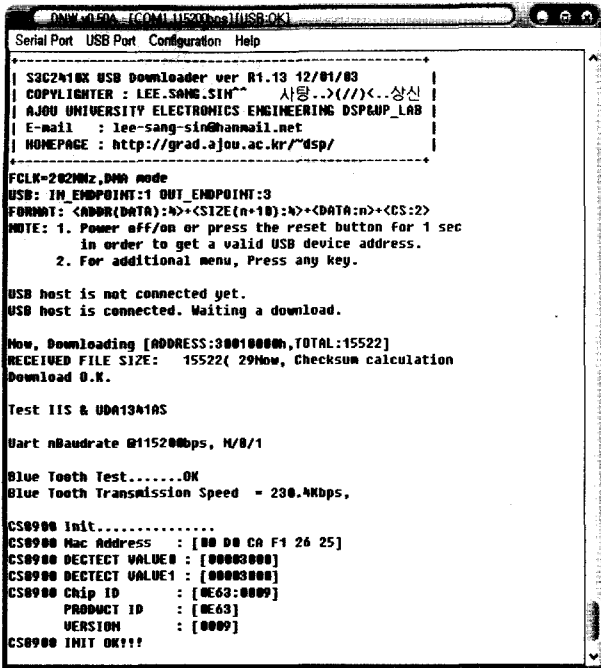 DNW v0.50A - [COM1,115200bps][USB:OK]
Serial Port USB Port Configuration Help
+------------------------------------------------+
| S3C2410X USB Downloader ver R1.13 12/01/03 |
| COPYLIGHTER : LEE.SANG.SIN^^ 사탕..>(//)<..상신 |
| AJOU UNIVERSITY ELECTRONICS ENGINEERING DSP&UP_LAB |
| E-mail : lee-sang-sin@hanmail.net |
| HOMEPAGE : http://grad.ajou.ac.kr/~dsp/ |
+------------------------------------------------+
FCLK=202MHz,DMA mode
USB: IN_ENDPOINT:1 OUT_ENDPOINT:3
FORMAT: <ADDR(DATA):4>+<SIZE(n+10):4>+<DATA:n>+<CS:2>
NOTE: 1. Power off/on or press the reset button for 1 sec
in order to get a valid USB device address.
2. For additional menu, Press any key.
USB host is not connected yet.
USB host is connected. Waiting a download.
Now, Downloading [ADDRESS:30010000h,TOTAL:15522]
RECEIVED FILE SIZE: 15522( 29Now, Checksum calculation
Download O.K.
Test IIS & UDA1341AS
Uart nBaudrate @115200bps, N/8/1
Blue Tooth Test.......OK
Blue Tooth Transmission Speed = 230.4Kbps,
CS8900 Init...............
CS8900 Mac Address : [00 D0 CA F1 26 25]
CS8900 DECTECT VALUE0 : [00003000]
CS8900 DECTECT VALUE1 : [00003000]
CS8900 Chip ID : [0E63:0009]
PRODUCT ID : [0E63]
VERSION : [0009]
CS8900 INIT OK!!!